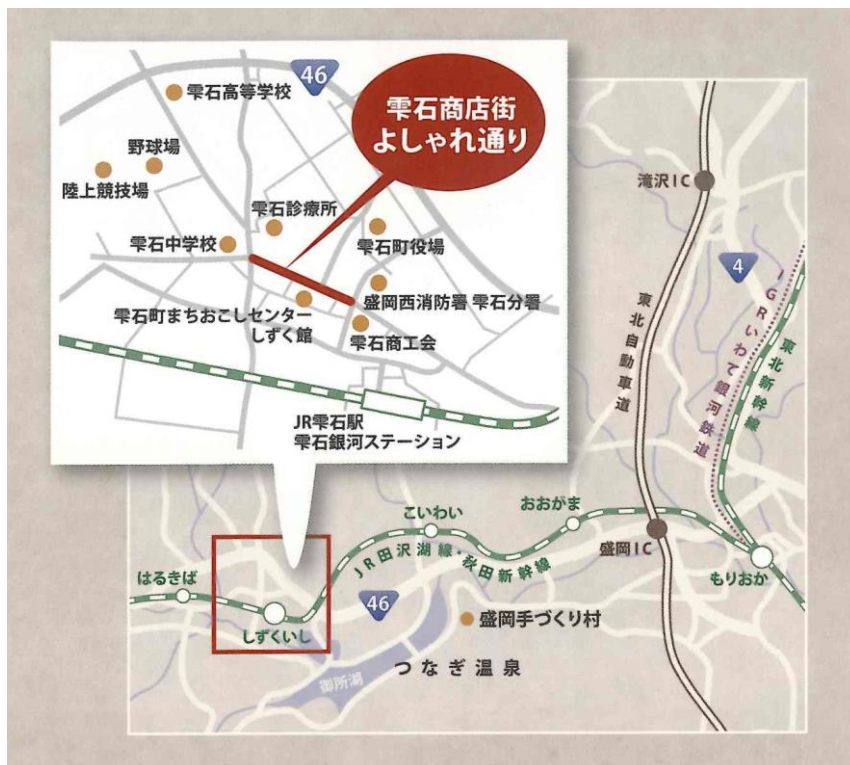 46
雫石高等学校
雫石商店街
よしゃれ通り
野球場
陸上競技場
雫石診療所
雫石中学校
雫石町役場
盛岡西消防署 雫石分署
雫石町まちおこしセンター
しずく館
雫石商工会
JR雫石駅
雫石銀河ステーション
滝沢IC
4
東北自動車道
IGRいわて銀河鉄道
東北新幹線
こいわい
おおがま
JR田沢湖線・秋田新幹線
盛岡IC
もりおか
はるきば
しずくいし
46
盛岡手づくり村
つなぎ温泉
御所湖